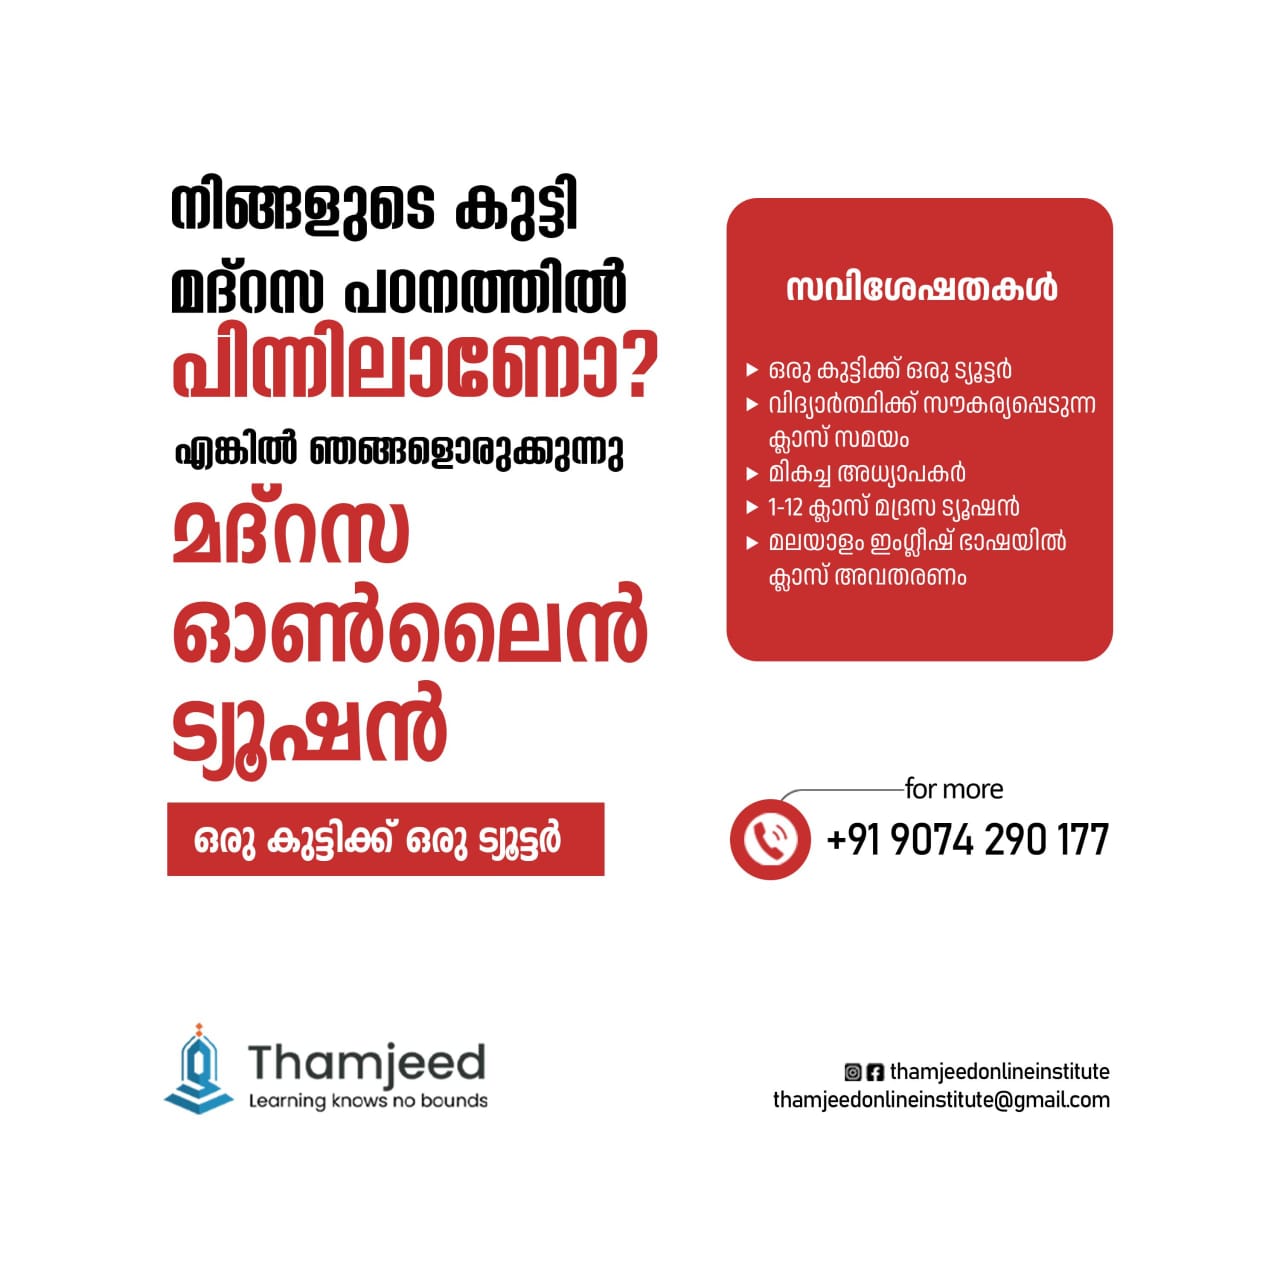 നിങ്ങളുടെ കുട്ടി
മദ്റസ പഠനത്തിൽ
പിന്നിലാണോ?
എങ്കിൽ ഞങ്ങളൊരുക്കുന്നു
മദ്റസ
ഓൺലൈൻ
ട്യൂഷൻ
ഒരു കുട്ടിക്ക് ഒരു ട്യൂട്ടർ
സവിശേഷതകൾ
ഒരു കുട്ടിക്ക് ഒരു ട്യൂട്ടർ
വിദ്യാർത്ഥിക്ക് സൗകര്യപ്പെടുന്ന
ക്ലാസ് സമയം
മികച്ച അധ്യാപകർ
1-12 ക്ലാസ് മദ്രസ ട്യൂഷൻ
മലയാളം ഇംഗ്ലീഷ് ഭാഷയിൽ
ക്ലാസ് അവതരണം
for more
+91 9074 290 177
Thamjeed
Learning knows no bounds
thamjeedonlineinstitute
thamjeedonlineinstitute@gmail.com